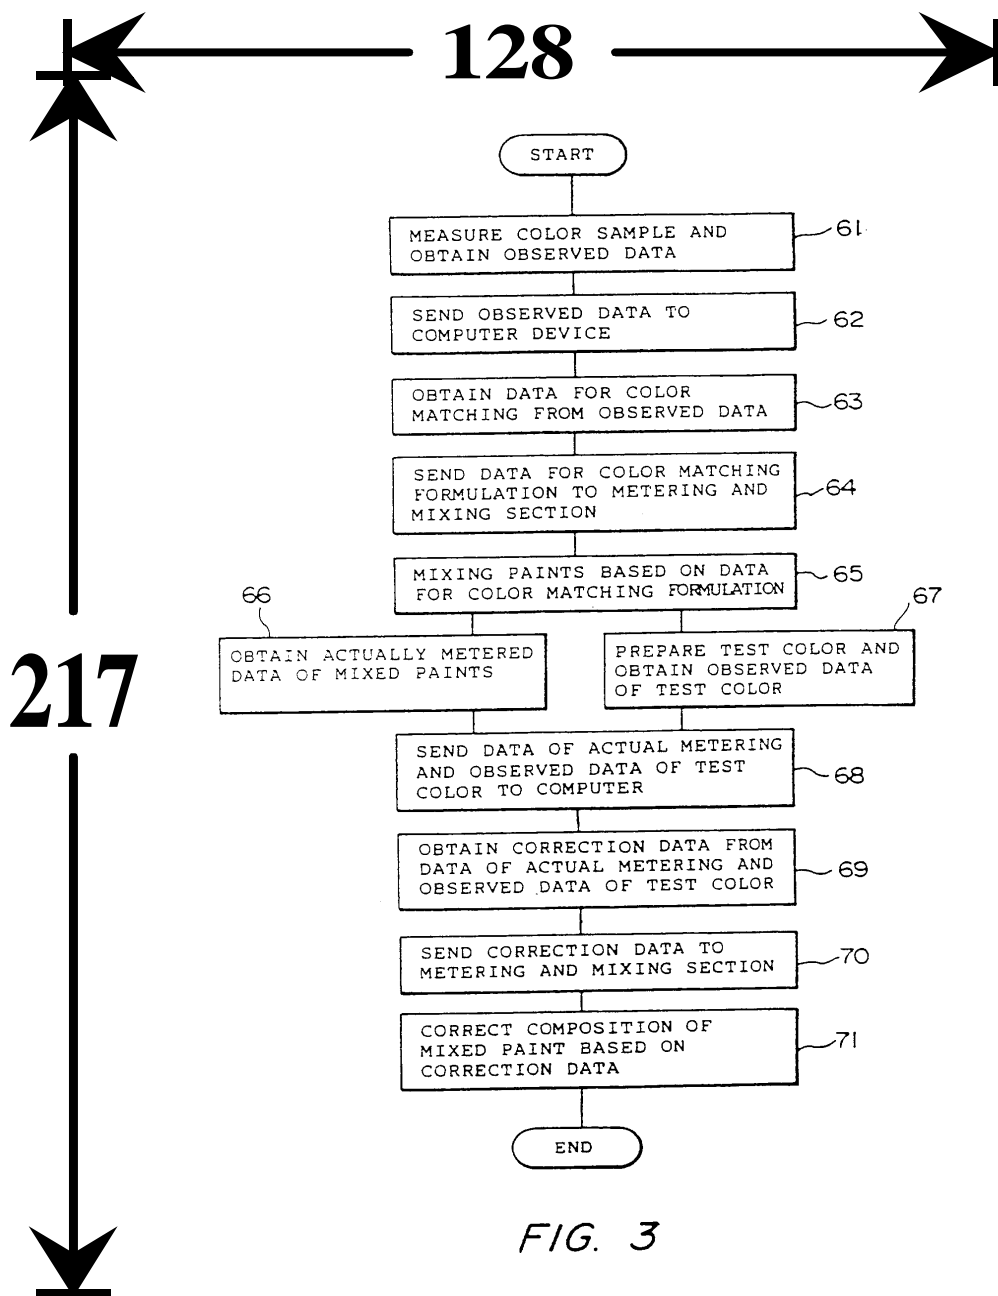 128
START
MEASURE COLOR SAMPLE AND
OBTAIN OBSERVED DATA
61
SEND OBSERVED DATA TO
COMPUTER DEVICE
62
OBTAIN DATA FOR COLOR
MATCHING FROM OBSERVED DATA
63
SEND DATA FOR COLOR MATCHING
FORMULATION TO METERING AND
MIXING SECTION
64
MIXING PAINTS BASED ON DATA
FOR COLOR MATCHING FORMULATION
65
66
OBTAIN ACTUALLY METERED
DATA OF MIXED PAINTS
67
PREPARE TEST COLOR AND
OBTAIN OBSERVED DATA
OF TEST COLOR
217
SEND DATA OF ACTUAL METERING
AND OBSERVED DATA OF TEST
COLOR TO COMPUTER
68
OBTAIN CORRECTION DATA FROM
DATA OF ACTUAL METERING AND
OBSERVED DATA OF TEST COLOR
69
SEND CORRECTION DATA TO
METERING AND MIXING SECTION
70
CORRECT COMPOSITION OF
MIXED PAINT BASED ON
CORRECTION DATA
71
END
FIG. 3